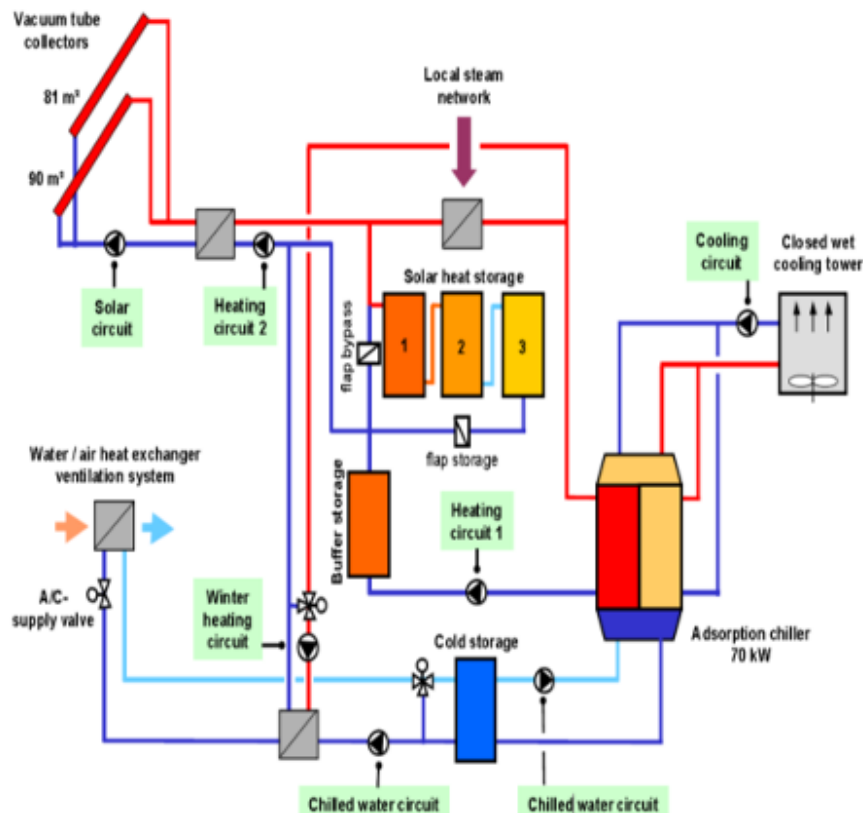 Vacuum tube
collectors
81 m²
90 m²
Local steam
network
Solar
circuit
Heating
circuit 2
Solar heat storage
flap bypass
1
2
3
flap storage
Cooling
circuit
Closed wet
cooling tower
Water / air heat exchanger
ventilation system
A/C-
supply valve
Buffer storage
Heating
circuit 1
Winter
heating
circuit
Cold storage
Adsorption chiller
70 kW
Chilled water circuit
Chilled water circuit